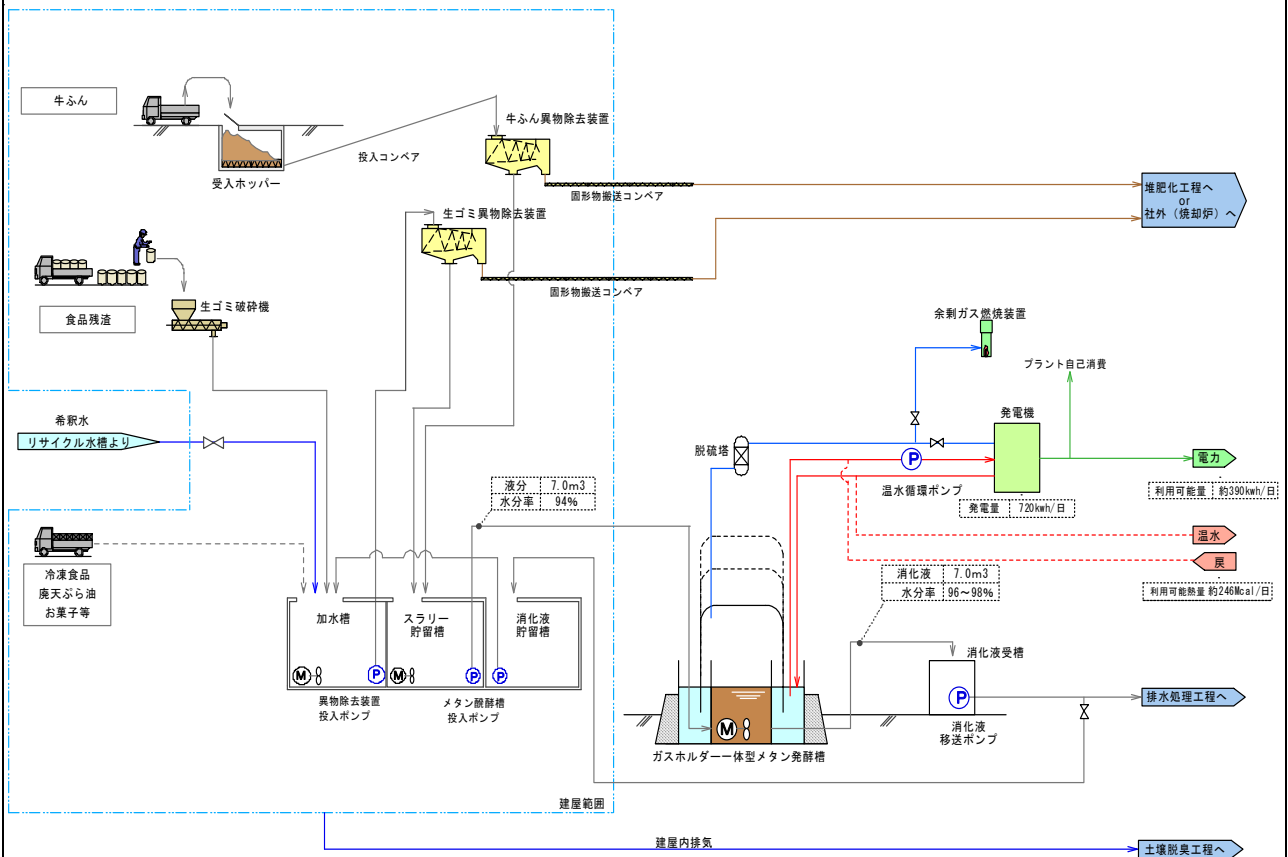 牛ふん
牛ふん異物除去装置
投入コンベア
受入ホッパー
固形物搬送コンベア
堆肥化工程へ
or
社外（焼却炉）へ
生ゴミ異物除去装置
固形物搬送コンベア
生ゴミ破砕機
食品残渣
余剰ガス燃焼装置
プラント自己消費
希釈水
リサイクル水槽より
発電機
脱硫塔
P
電力
温水循環ポンプ
利用可能量 約390kwh/日
発電量 720kwh/日
液分 7.0m3
水分率 94%
温水
戻
利用可能熱量 約246Mcal/日
冷凍食品
廃天ぷら油
お菓子等
消化液 7.0m3
水分率 96～98%
加水槽
スラリー
貯留槽
消化液
貯留槽
M
P
M
P
P
異物除去装置
投入ポンプ
メタン醗酵槽
投入ポンプ
消化液受槽
P
排水処理工程へ
M
消化液
移送ポンプ
ガスホルダー一体型メタン発酵槽
建屋範囲
建屋内排気
土壌脱臭工程へ